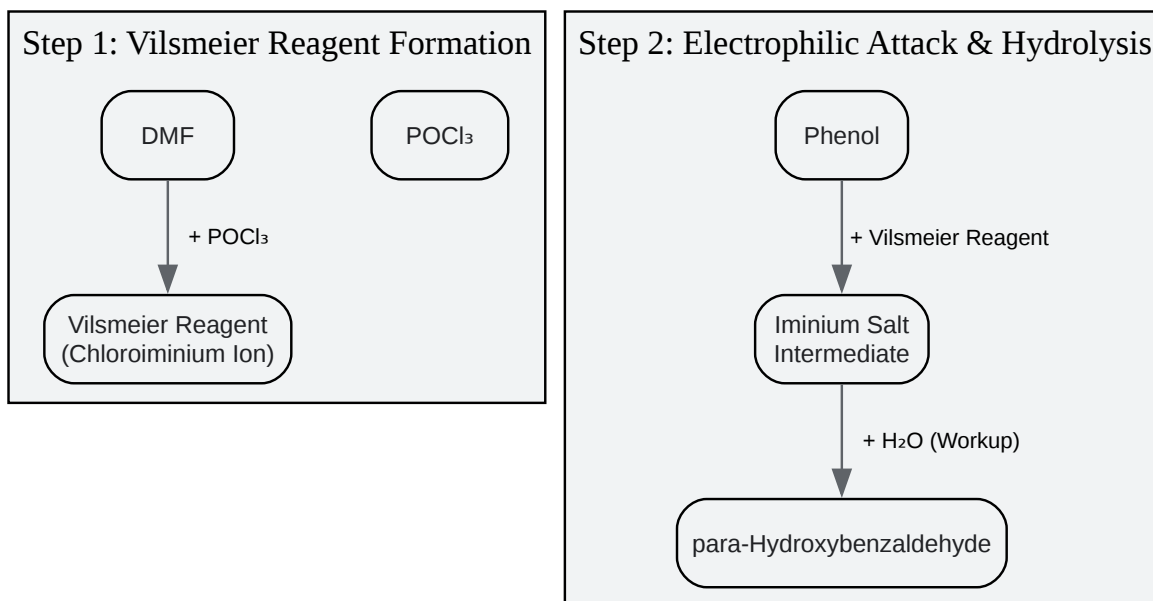 Step 1: Vilsmeier Reagent Formation
DMF
POCl₃
+ POCl₃
Vilsmeier Reagent
(Chloroiminium Ion)
Step 2: Electrophilic Attack & Hydrolysis
Phenol
+ Vilsmeier Reagent
Iminium Salt
Intermediate
+ H₂O (Workup)
para-Hydroxybenzaldehyde